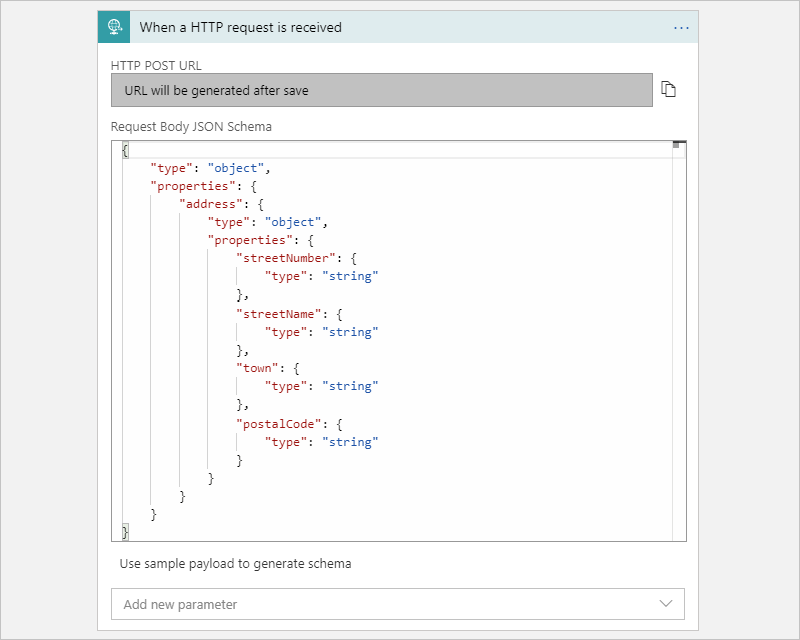 When a HTTP request is received
HTTP POST URL
URL will be generated after save
Request Body JSON Schema
{
    "type": "object",
    "properties": {
        "address": {
            "type": "object",
            "properties": {
                "streetNumber": {
                    "type": "string"
                },
                "streetName": {
                    "type": "string"
                },
                "town": {
                    "type": "string"
                },
                "postalCode": {
                    "type": "string"
                }
            }
        }
    }
}
Use sample payload to generate schema
Add new parameter